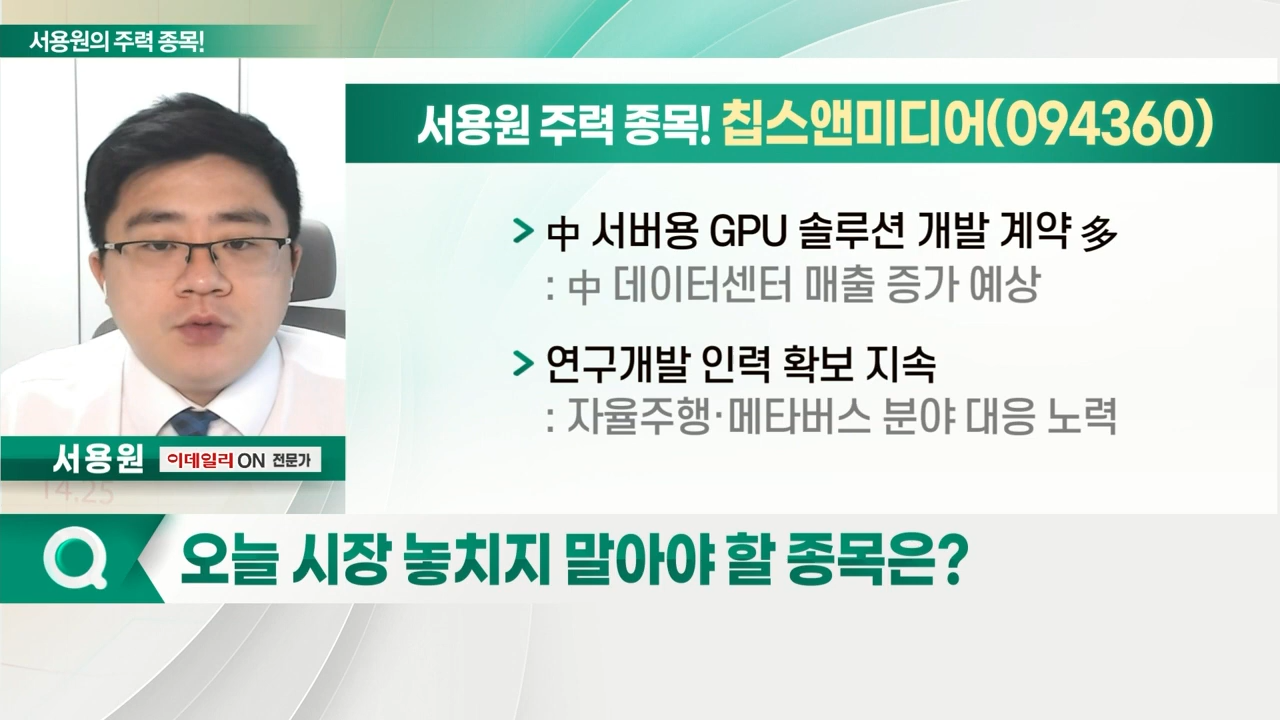 서용원의 주력 종목!
서용원 주력 종목! 칩스앤미디어(094360)
中 서버용 GPU 솔루션 개발 계약 多
: 中 데이터센터 매출 증가 예상
연구개발 인력 확보 지속
: 자율주행·메타버스 분야 대응 노력
서용원 이데일리ON 전문가
14:25
Q 오늘 시장 놓치지 말아야 할 종목은?